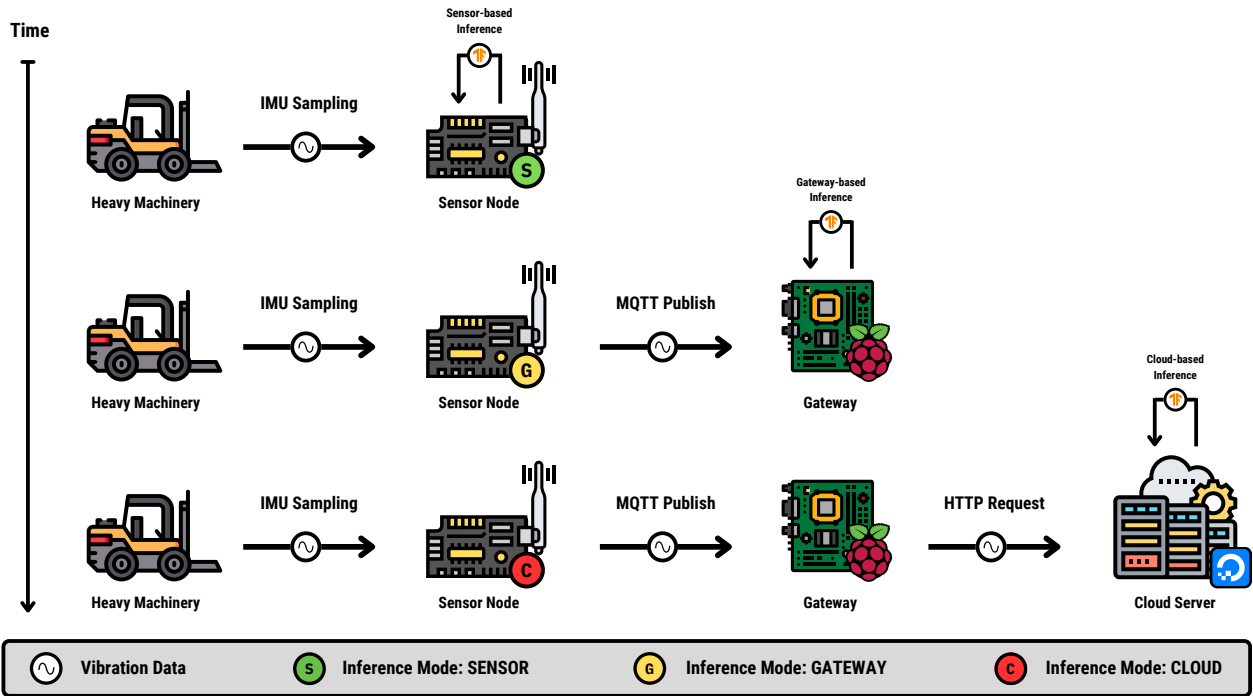 Time
Sensor-based
Inference
IMU Sampling
S
Heavy Machinery
Sensor Node
Gateway-based
Inference
IMU Sampling
MQTT Publish
G
Heavy Machinery
Sensor Node
Gateway
Cloud-based
Inference
IMU Sampling
MQTT Publish
HTTP Request
C
Heavy Machinery
Sensor Node
Gateway
Cloud Server
Vibration Data
S Inference Mode: SENSOR
G Inference Mode: GATEWAY
C Inference Mode: CLOUD